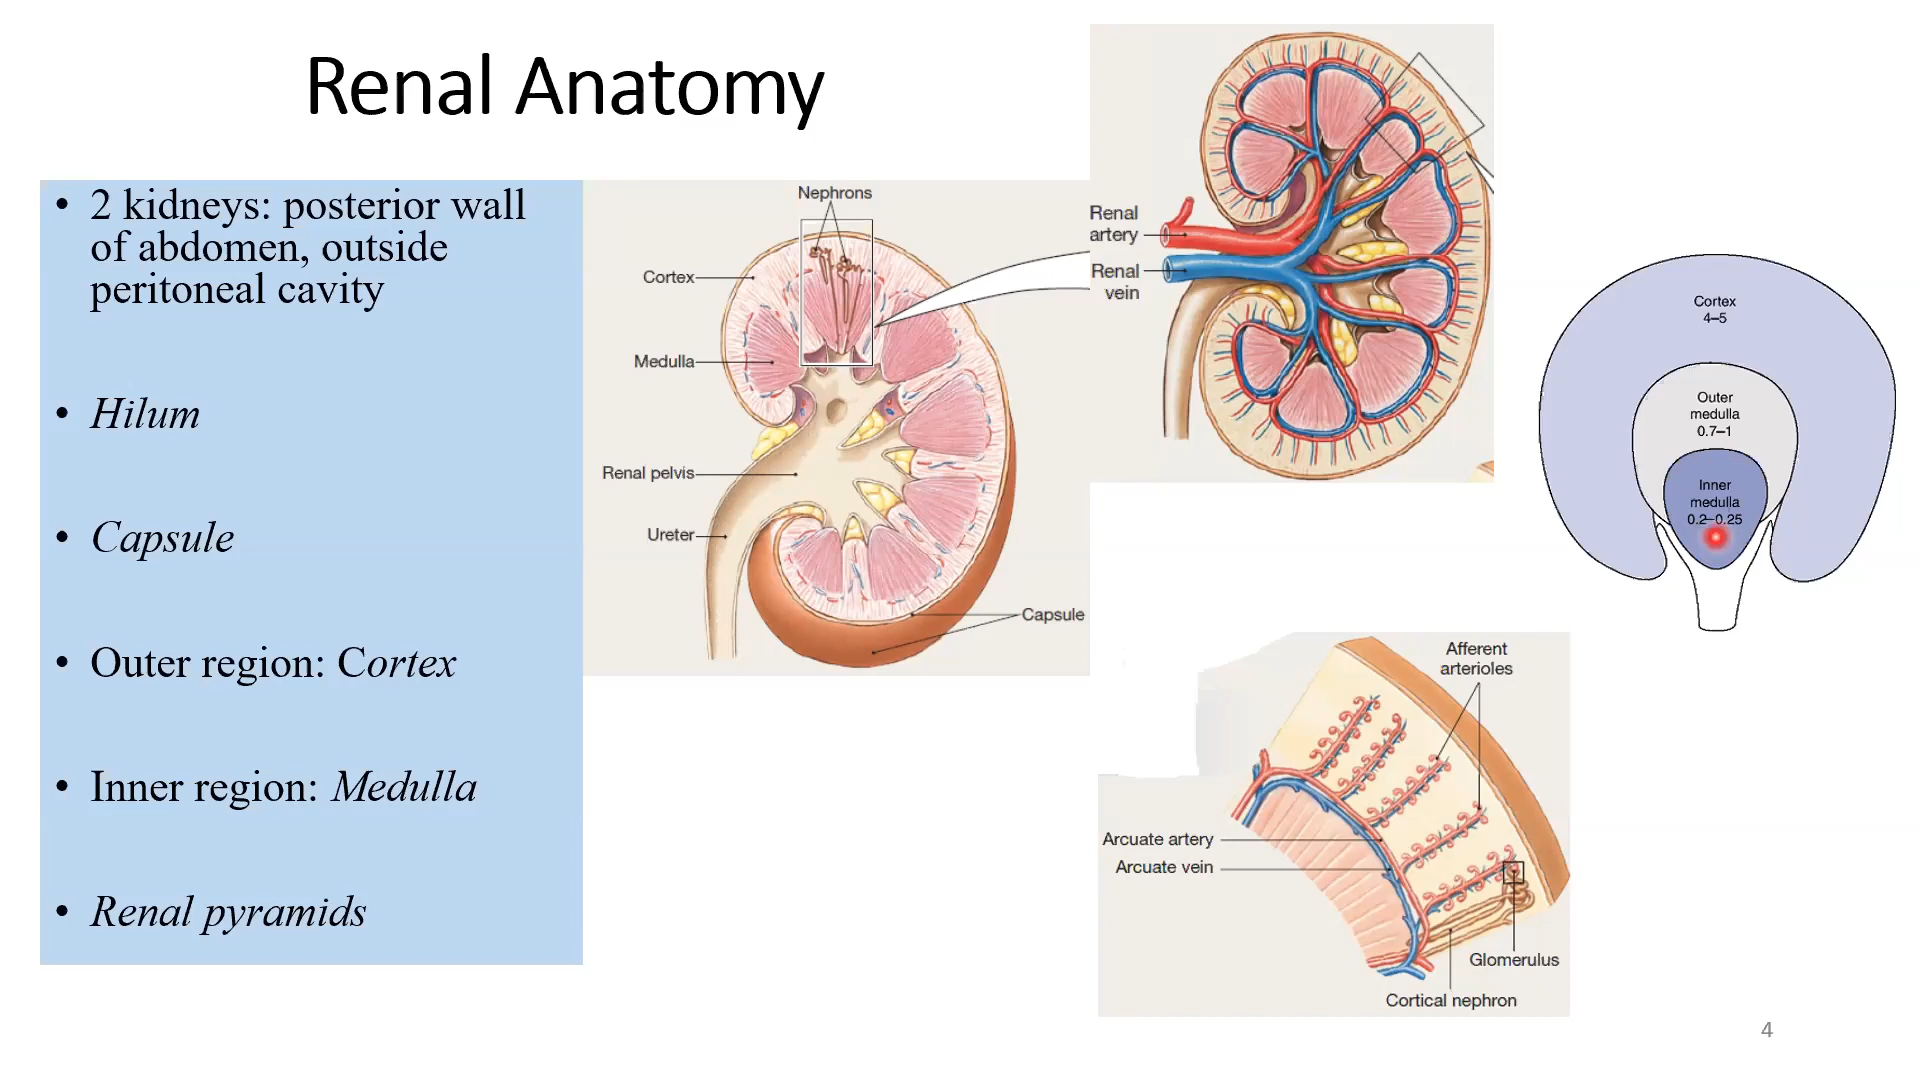 Renal Anatomy
• 2 kidneys: posterior wall
of abdomen, outside
peritoneal cavity
• Hilum
• Capsule
• Outer region: Cortex
• Inner region: Medulla
• Renal pyramids
Nephrons
Cortex
Medulla
Renal pelvis
Ureter
Capsule
Renal
artery
Renal
vein
Cortex
4–5
Outer
medulla
0.7–1
Inner
medulla
0.2–0.25
Afferent
arterioles
Arcuate artery
Arcuate vein
Glomerulus
Cortical nephron
4